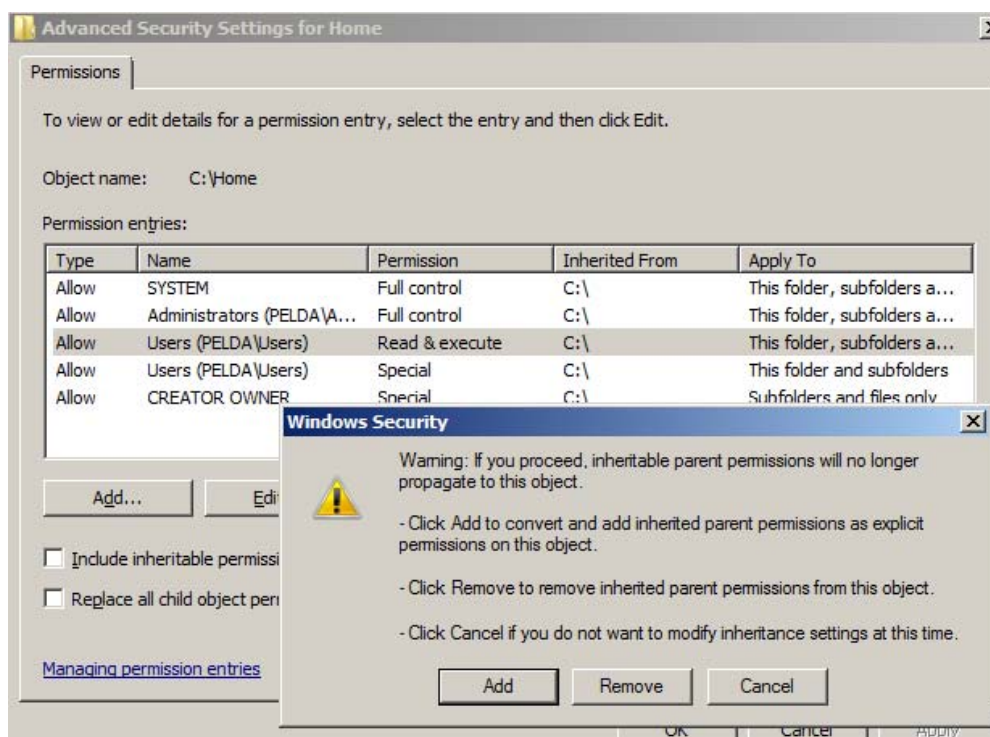 Advanced Security Settings for Home
Permissions
To view or edit details for a permission entry, select the entry and then click Edit.
Object name: C:\Home
Permission entries:
Type Name Permission Inherited From Apply To
Allow SYSTEM Full control C:\ This folder, subfolders a...
Allow Administrators (PELDA\A... Full control C:\ This folder, subfolders a...
Allow Users (PELDA\Users) Read & execute C:\ This folder, subfolders a...
Allow Users (PELDA\Users) Special C:\ This folder and subfolders
Allow CREATOR OWNER Special C:\ Subfolders and files only
Windows Security
Warning: If you proceed, inheritable parent permissions will no longer
propagate to this object.
- Click Add to convert and add inherited parent permissions as explicit
permissions on this object.
- Click Remove to remove inherited parent permissions from this object.
- Click Cancel if you do not want to modify inheritance settings at this time.
Add Remove Cancel
Add...
Include inheritable
Replace all child object
Managing permission entries
OK Cancel Apply